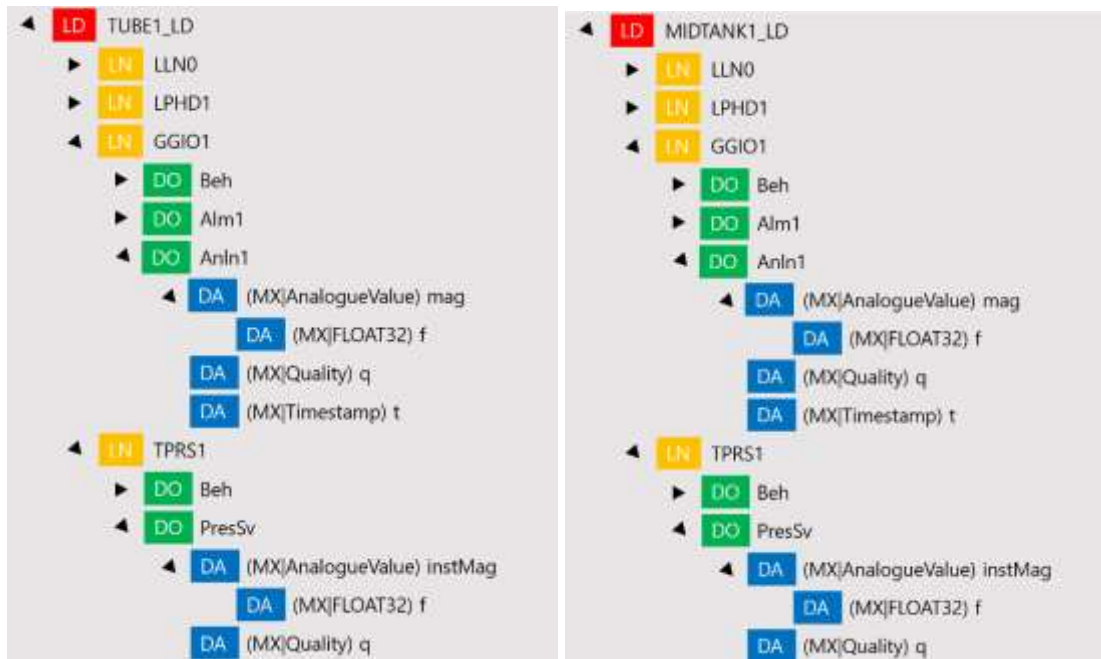 LD TUBE1_LD
LN LLN0
LN LPHD1
LN GGIO1
DO Beh
DO Alm1
DO AnIn1
DA (MX|AnalogueValue) mag
DA (MX|FLOAT32) f
DA (MX|Quality) q
DA (MX|Timestamp) t
LN TPRS1
DO Beh
DO PresSv
DA (MX|AnalogueValue) instMag
DA (MX|FLOAT32) f
DA (MX|Quality) q
LD MIDTANK1_LD
LN LLN0
LN LPHD1
LN GGIO1
DO Beh
DO Alm1
DO AnIn1
DA (MX|AnalogueValue) mag
DA (MX|FLOAT32) f
DA (MX|Quality) q
DA (MX|Timestamp) t
LN TPRS1
DO Beh
DO PresSv
DA (MX|AnalogueValue) instMag
DA (MX|FLOAT32) f
DA (MX|Quality) q